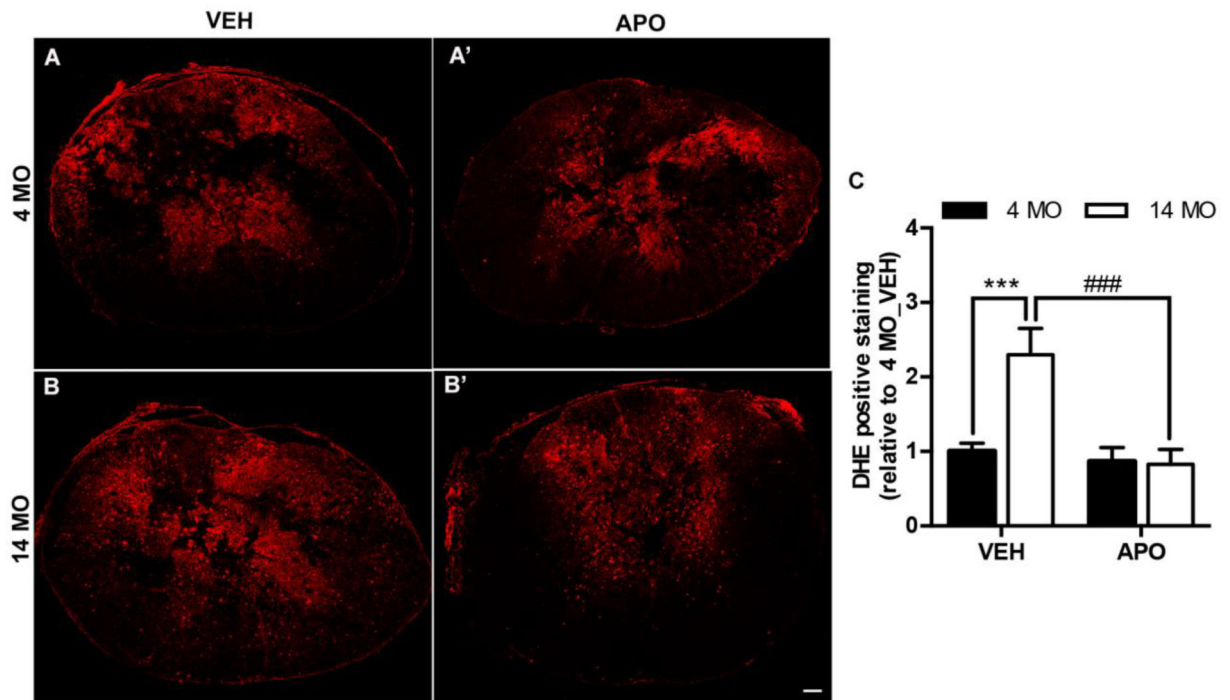 VEH APO
4 MO
A
A'
14 MO
B
B'
C
4 MO 14 MO
DHE positive staining
(relative to 4 MO_VEH)
4
3
2
1
0
***
###
VEH APO